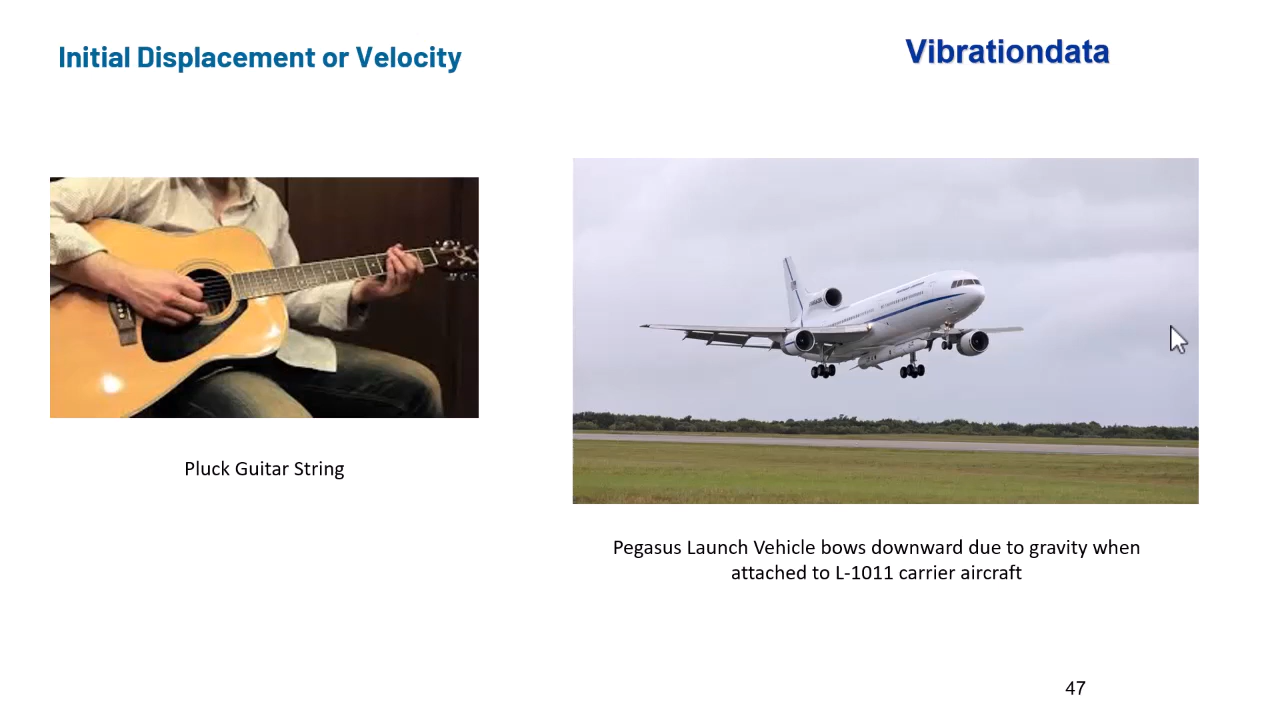 Initial Displacement or Velocity
Vibrationdata
Pluck Guitar String
Pegasus Launch Vehicle bows downward due to gravity when
attached to L-1011 carrier aircraft
47